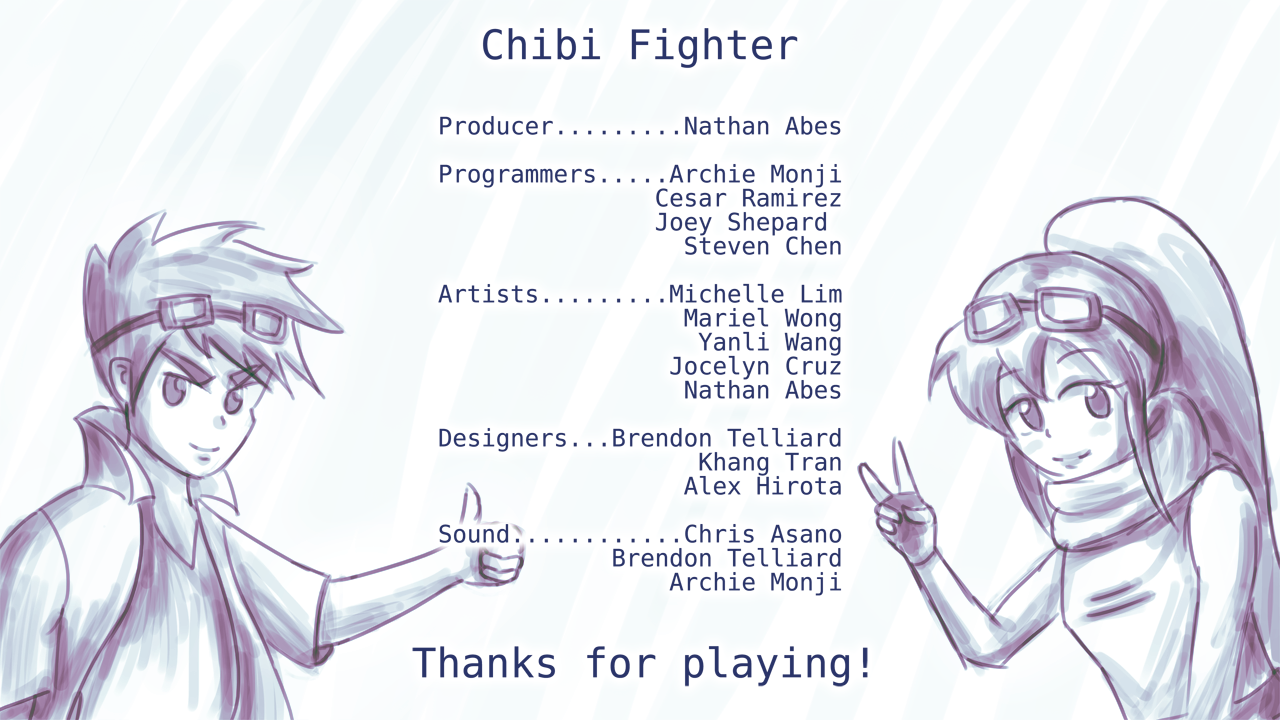 Chibi Fighter
Producer.........Nathan Abes
Programmers.....Archie Monji
Cesar Ramirez
Joey Shepard
Steven Chen
Artists.........Michelle Lim
Mariel Wong
Yanli Wang
Jocelyn Cruz
Nathan Abes
Designers...Brendon Telliard
Khang Tran
Alex Hirota
Sound............Chris Asano
Brendon Telliard
Archie Monji
Thanks for playing!